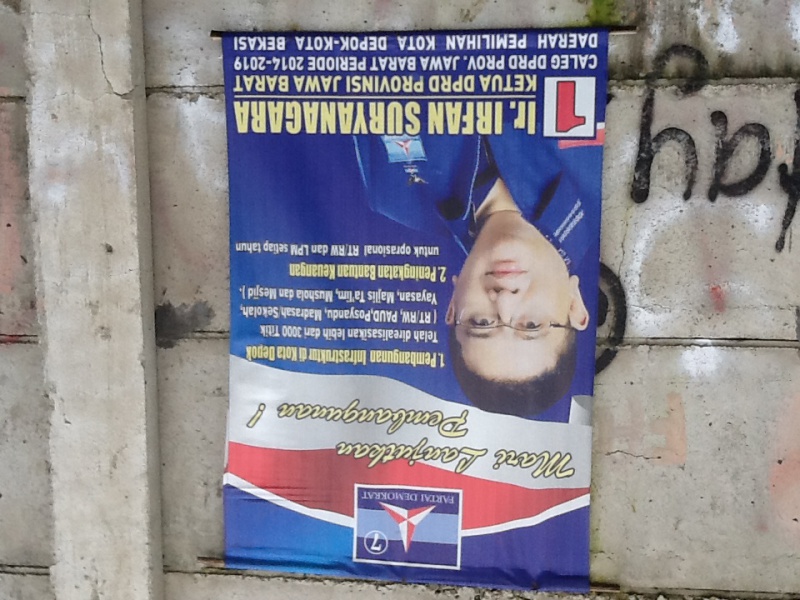 7
PARTAI DEMOKRAT
Mari Lanjutkan
Pembangunan !
1. Pembangunan Infrastruktur di Kota Depok
Telah direalisasikan lebih dari 3000 Titik
( RT/RW, PAUD,Posyandu, Madrasah,Sekolah,
Yayasan, Majlis Ta'lim, Mushola dan Mesjid ).
2. Peningkatan Bantuan Keuangan
untuk oprasional RT/RW dan LPM setiap tahun
1
Ir. IRFAN SURYANAGARA
KETUA DPRD PROVINSI JAWA BARAT
CALEG DPRD PROV. JAWA BARAT PERIODE 2014-2019
DAERAH PEMILIHAN KOTA DEPOK-KOTA BEKASI